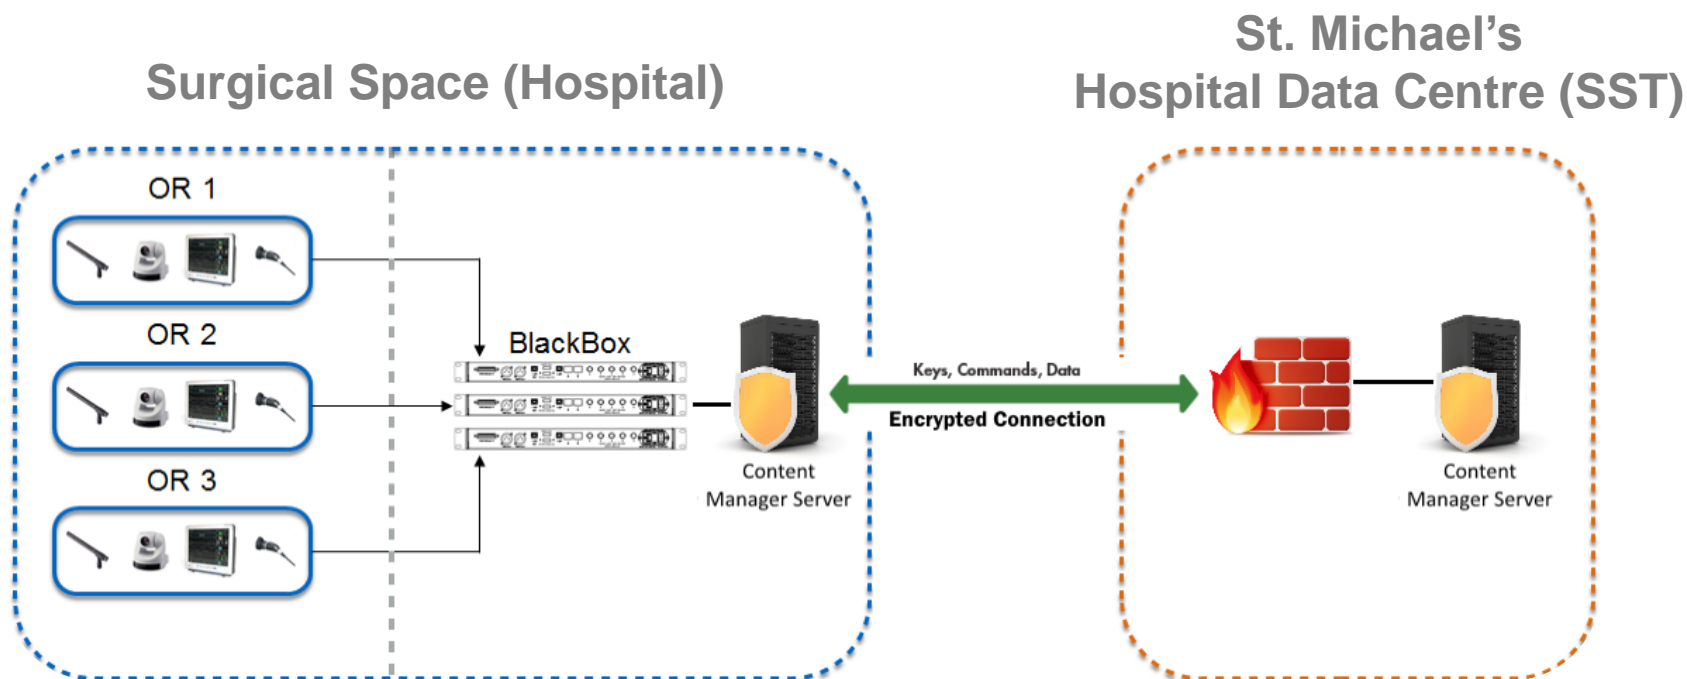 St. Michael's
Hospital Data Centre (SST)
Surgical Space (Hospital)
OR 1
OR 2
OR 3
BlackBox
Content
Manager Server
Keys, Commands, Data
Encrypted Connection
Content
Manager Server